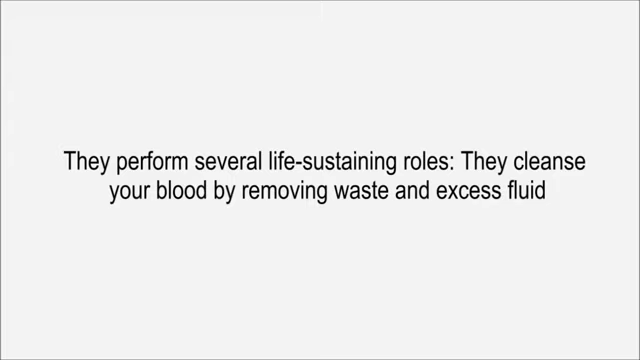 They perform several life-sustaining roles: They cleanse
your blood by removing waste and excess fluid